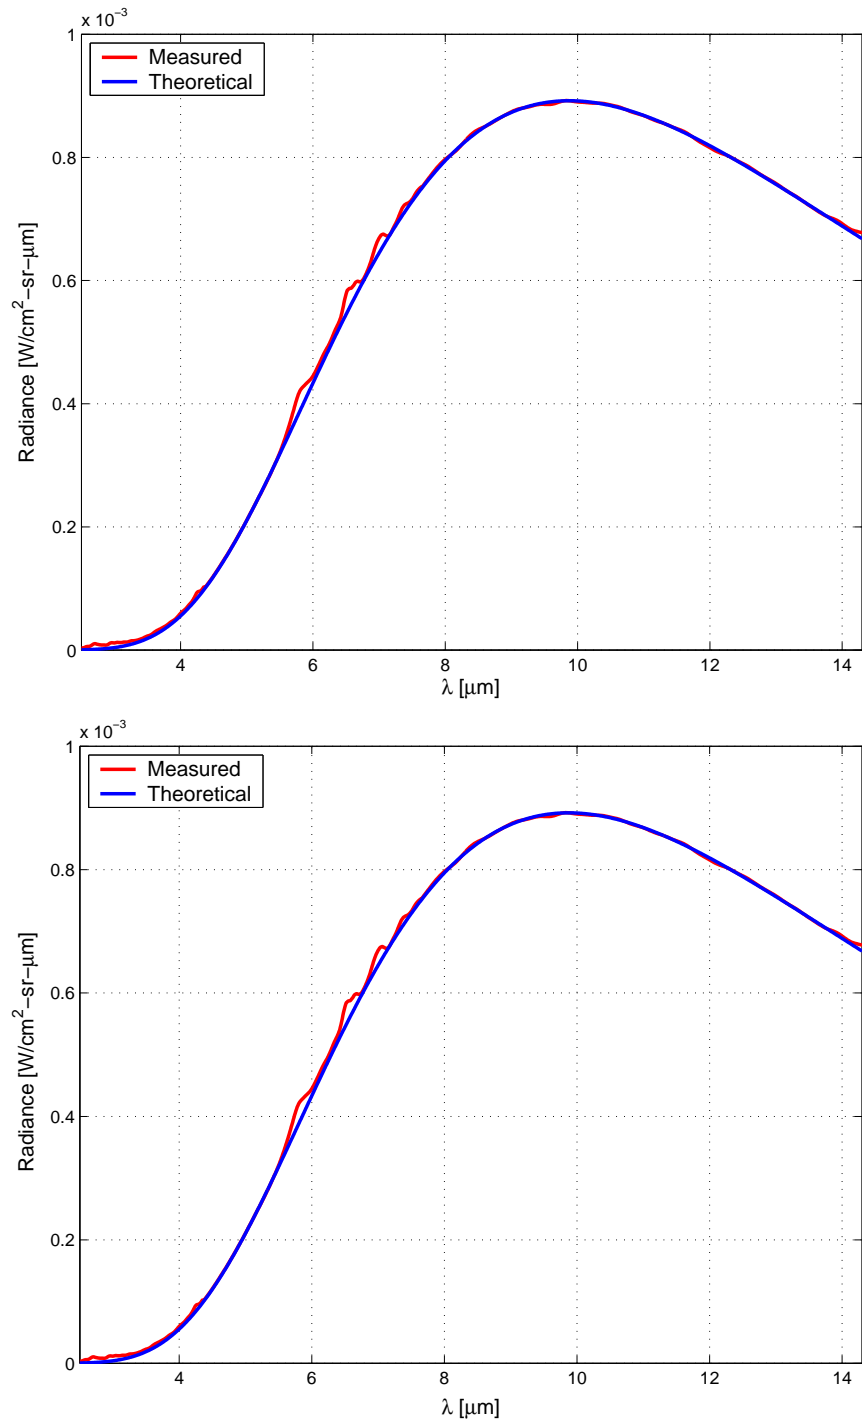 x 10⁻³
1
Measured
Theoretical
0.8
0.6
0.4
0.2
0
Radiance [W/cm²−sr−μm]
4 6 8 10 12 14
λ [μm]
x 10⁻³
1
Measured
Theoretical
0.8
0.6
0.4
0.2
0
Radiance [W/cm²−sr−μm]
4 6 8 10 12 14
λ [μm]